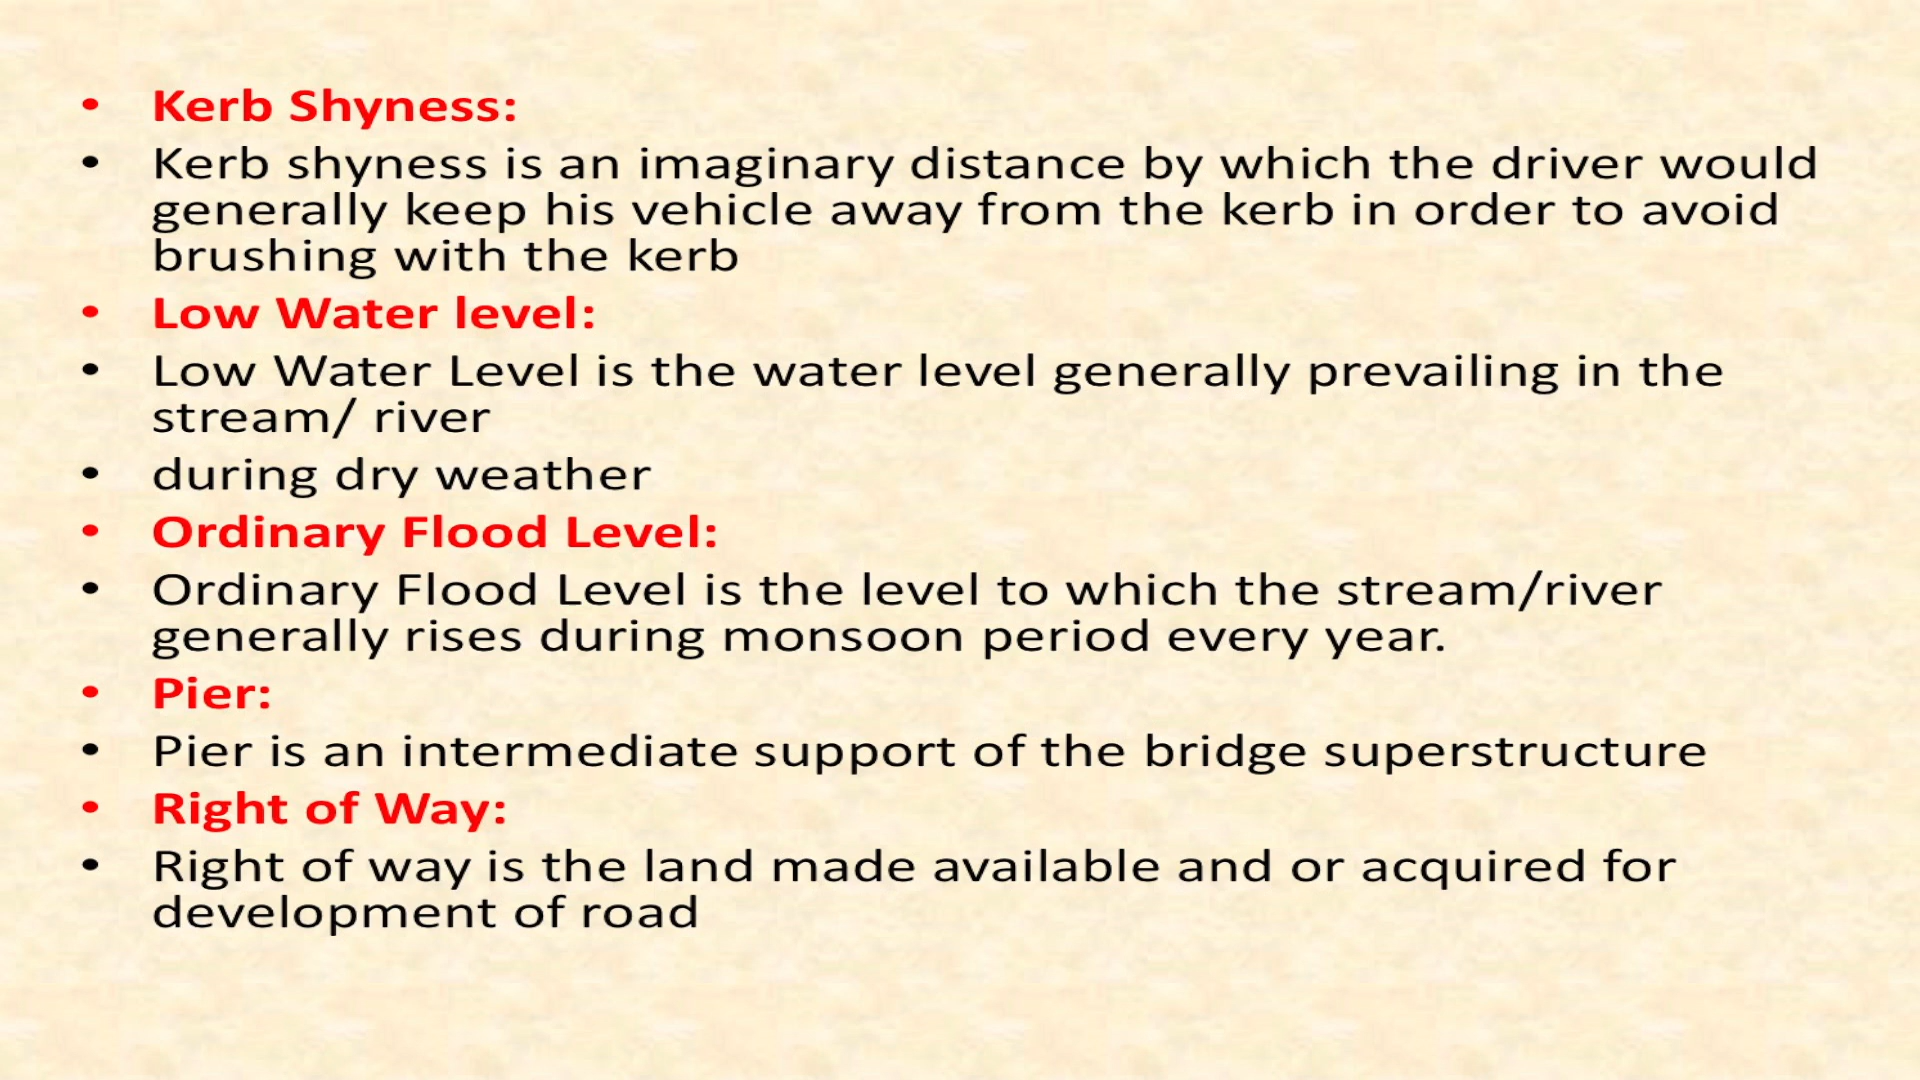 • Kerb Shyness:
• Kerb shyness is an imaginary distance by which the driver would
generally keep his vehicle away from the kerb in order to avoid
brushing with the kerb
• Low Water level:
• Low Water Level is the water level generally prevailing in the
stream/ river
• during dry weather
• Ordinary Flood Level:
• Ordinary Flood Level is the level to which the stream/river
generally rises during monsoon period every year.
• Pier:
• Pier is an intermediate support of the bridge superstructure
• Right of Way:
• Right of way is the land made available and or acquired for
development of road